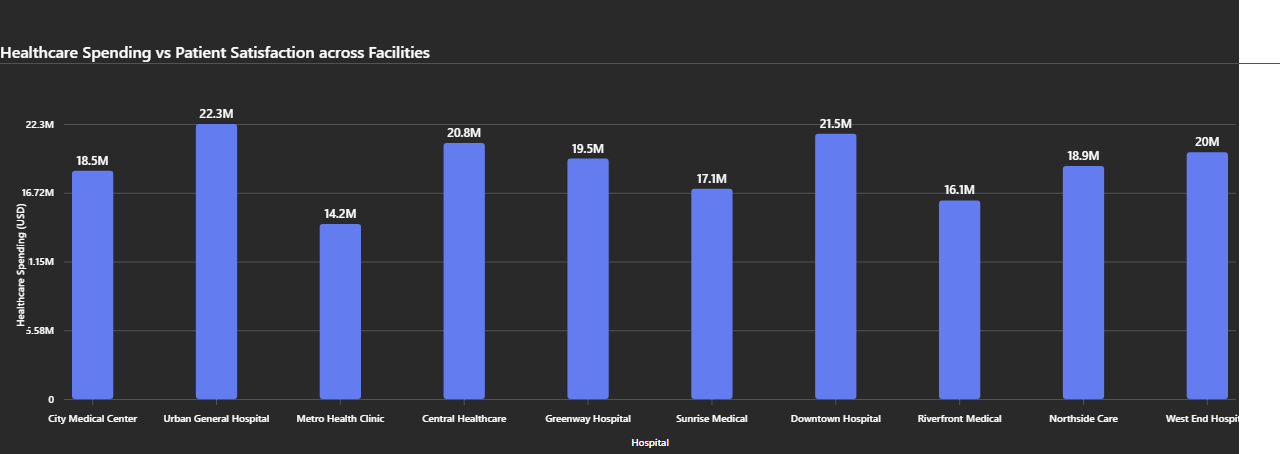 Healthcare Spending vs Patient Satisfaction across Facilities
22.3M
16.72M
1.15M
5.58M
0
Healthcare Spending (USD)
18.5M
22.3M
14.2M
20.8M
19.5M
17.1M
21.5M
16.1M
18.9M
20M
City Medical Center
Urban General Hospital
Metro Health Clinic
Central Healthcare
Greenway Hospital
Sunrise Medical
Downtown Hospital
Riverfront Medical
Northside Care
West End Hospit
Hospital